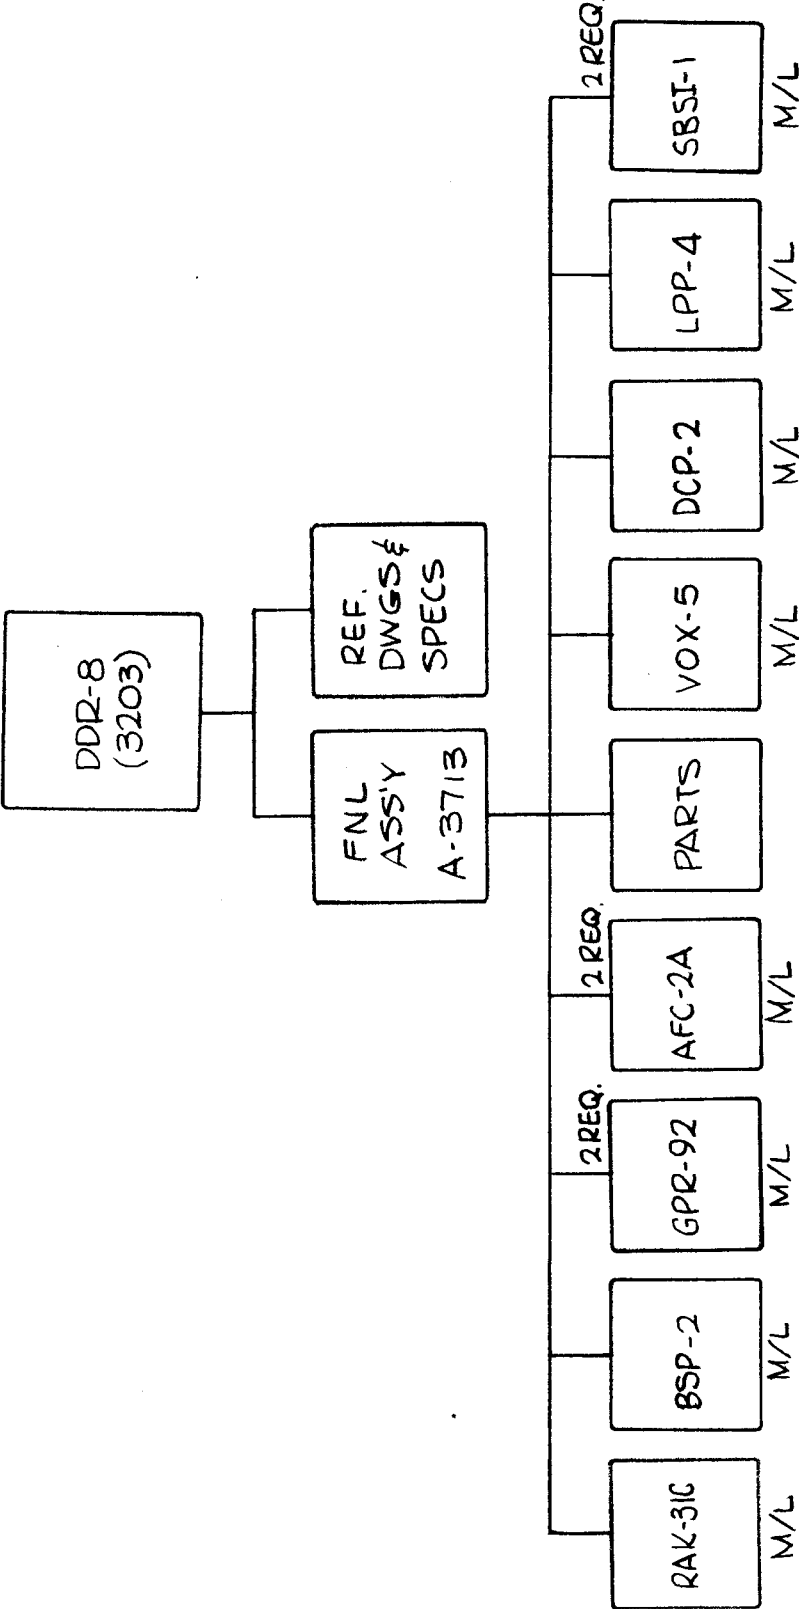 DDR-8
(3203)
FNL
ASS'Y
A-3713
REF.
DWGS &
SPECS
RAK-31C
M/L
BSP-2
M/L
2 REQ.
GPR-92
M/L
2 REQ.
AFC-2A
M/L
PARTS
VOX-5
M/L
DCP-2
M/L
LPP-4
M/L
2 REQ.
SBSI-1
M/L